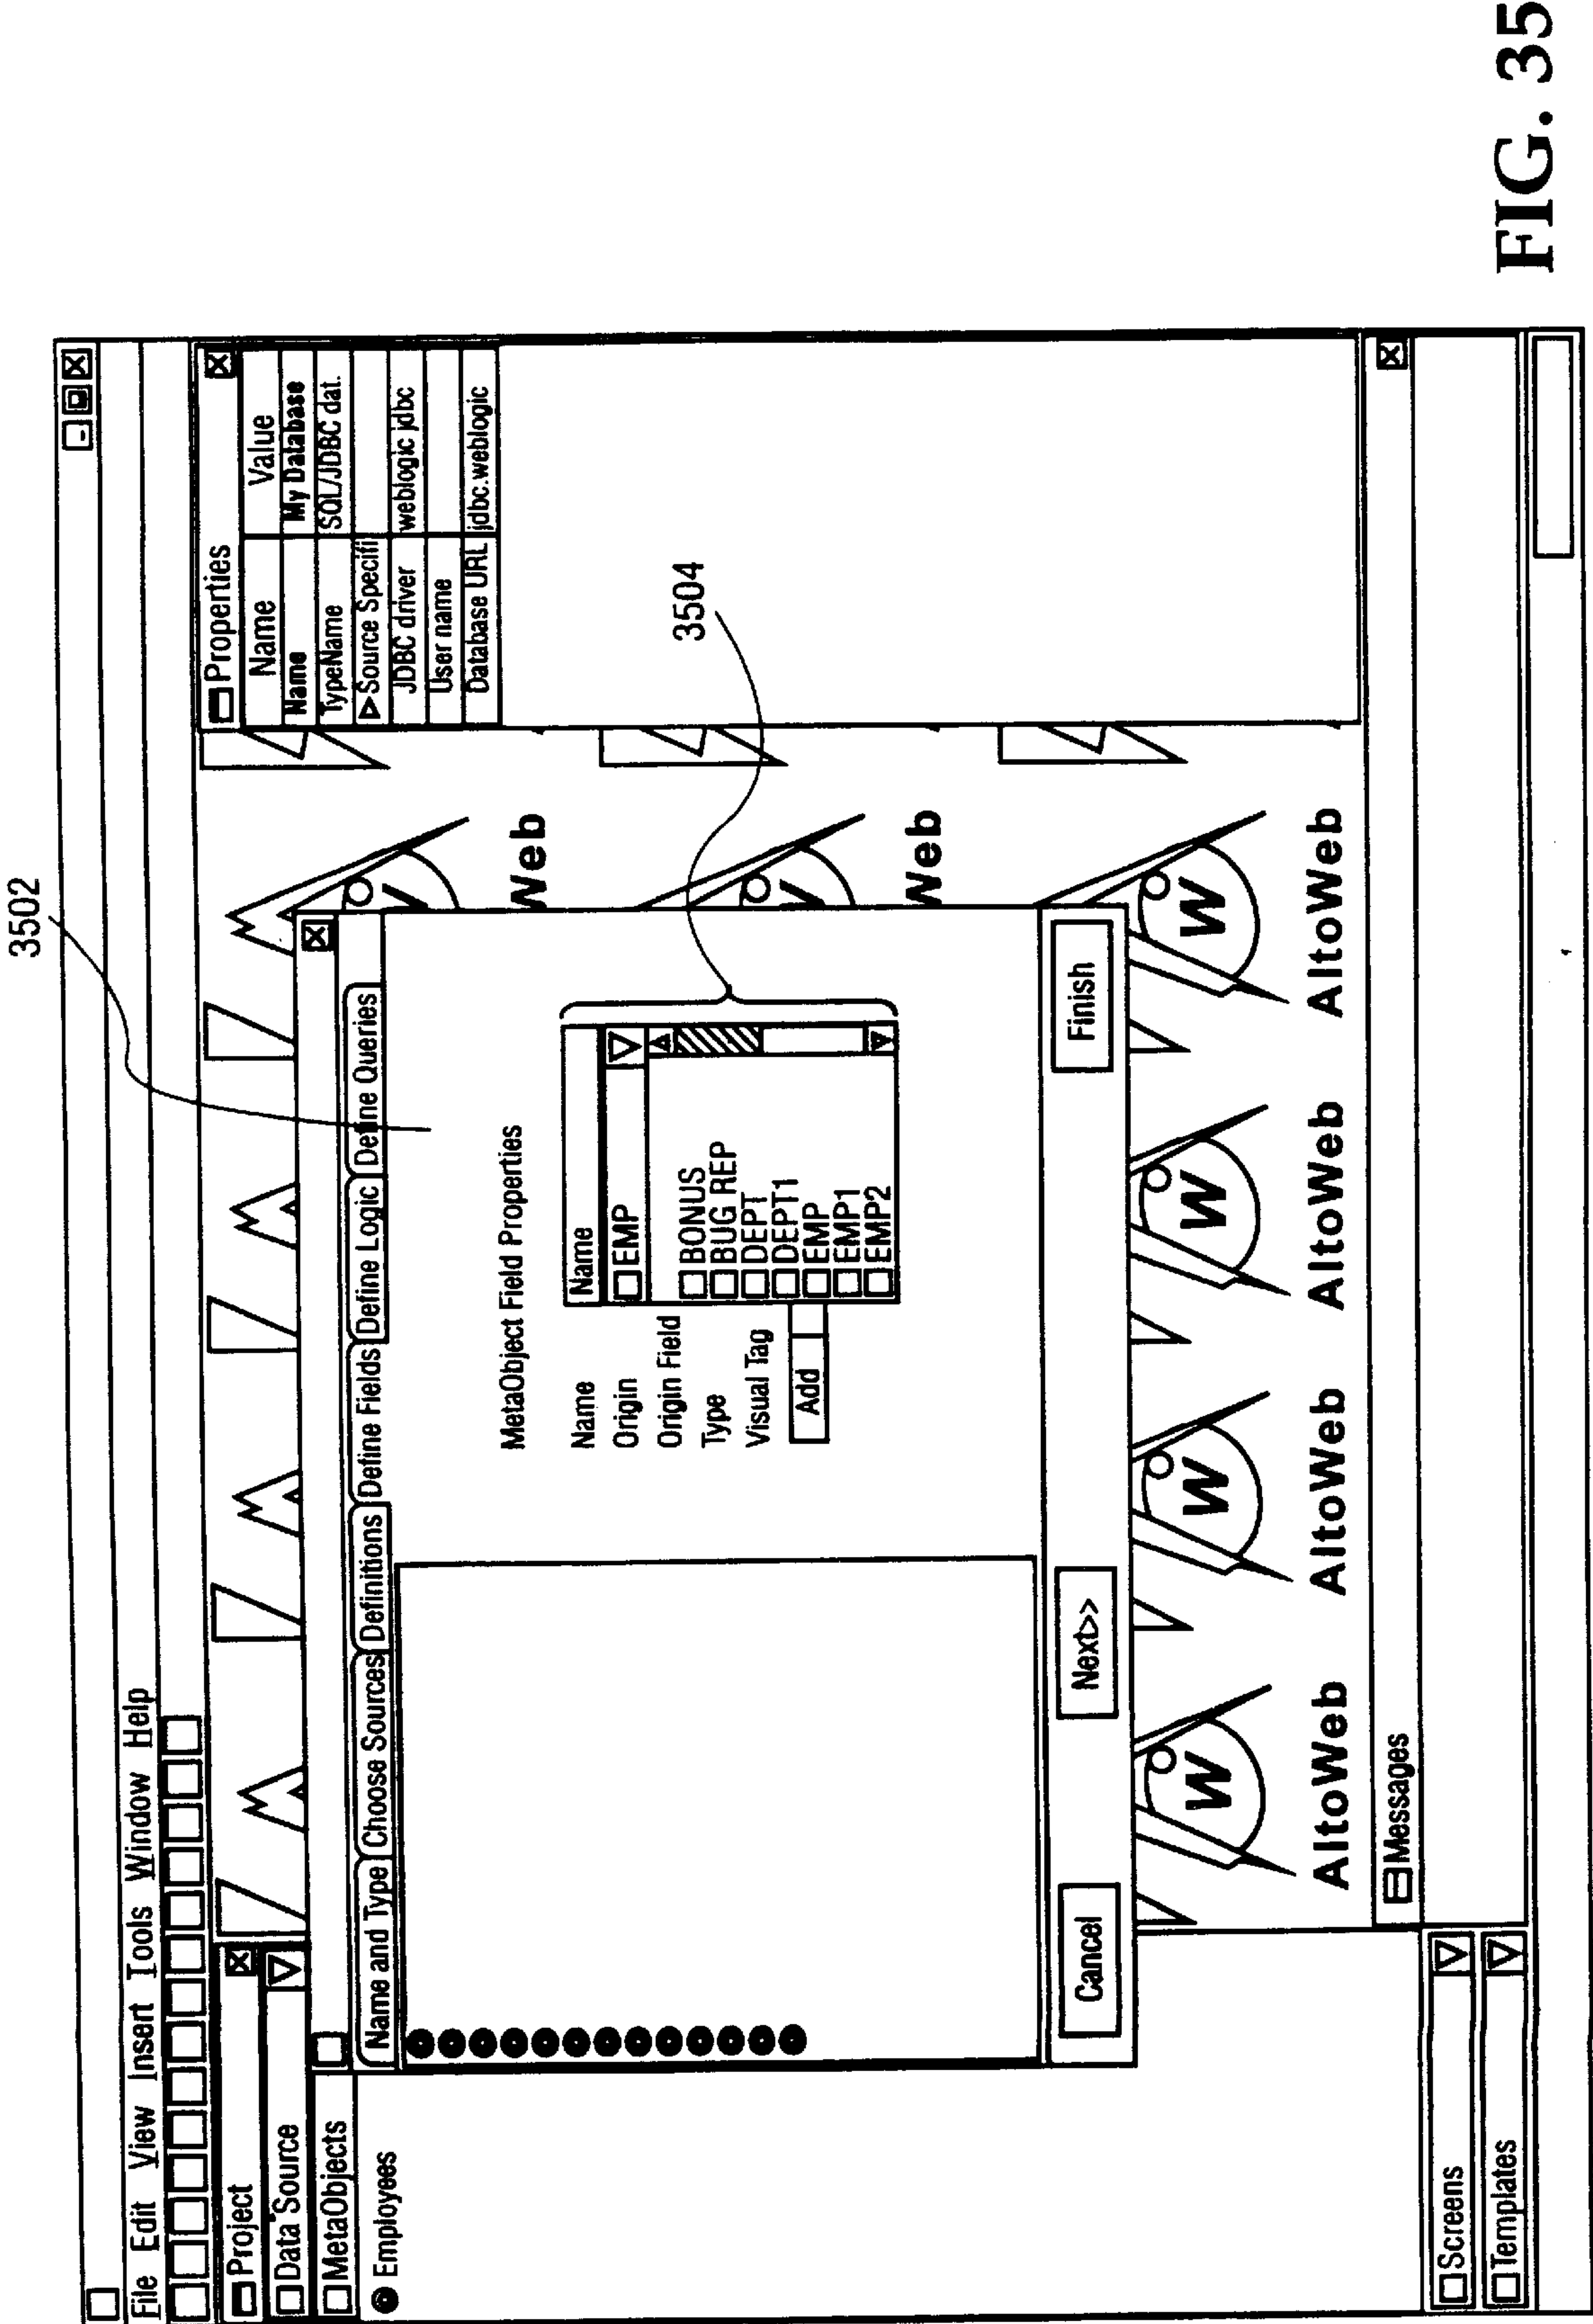 3502
File Edit View Insert Tools Window Help
Project
Data Source
MetaObjects
Employees
Screens
Templates
Name and Type Choose Sources Definitions Define Fields Define Logic Define Queries
MetaObject Field Properties
Name
Origin
Origin Field
Type
Visual Tag
Add
Name
EMP
BONUS
BUG REP
DEPT
DEPT1
EMP
EMP1
EMP2
3504
Cancel Next>> Finish
Properties
Name Value
Name My Database
TypeName SQL/JDBC dat.
Source Specifi
JDBC driver weblogic jdbc
User name
Database URL jdbc.weblogic
Web
Web
W W W W
AltoWeb AltoWeb AltoWeb AltoWeb
Messages
FIG. 35